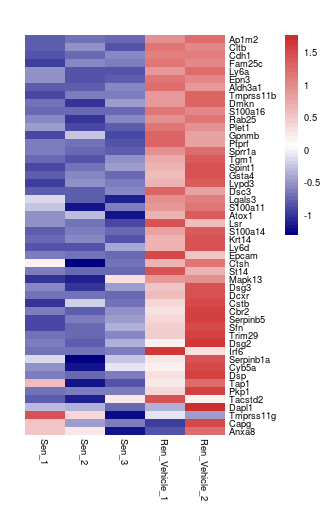 Ap1m2
Cltb
Cdh1
Fam25c
Ly6a
Epn3
Aldh3a1
Tmprss11b
Dmkn
S100a16
Rab25
Plet1
Gpnmb
Ptprf
Sprr1a
Tgm1
Spint1
Gsta4
Lypd3
Dsc3
Lgals3
S100a11
Atox1
Lsr
S100a14
Krt14
Ly6d
Epcam
Ctsh
St14
Mapk13
Dsg3
Dcxr
Cstb
Cbr2
Serpinb5
Sfn
Trim29
Dsg2
Irf6
Serpinb1a
Cyb5a
Dsp
Tap1
Pkp1
Tacstd2
Dapl1
Tmprss11g
Capg
Anxa8
1.5
1
0.5
0
-0.5
-1
Sen_1
Sen_2
Sen_3
Ren_Vehicle_1
Ren_Vehicle_2